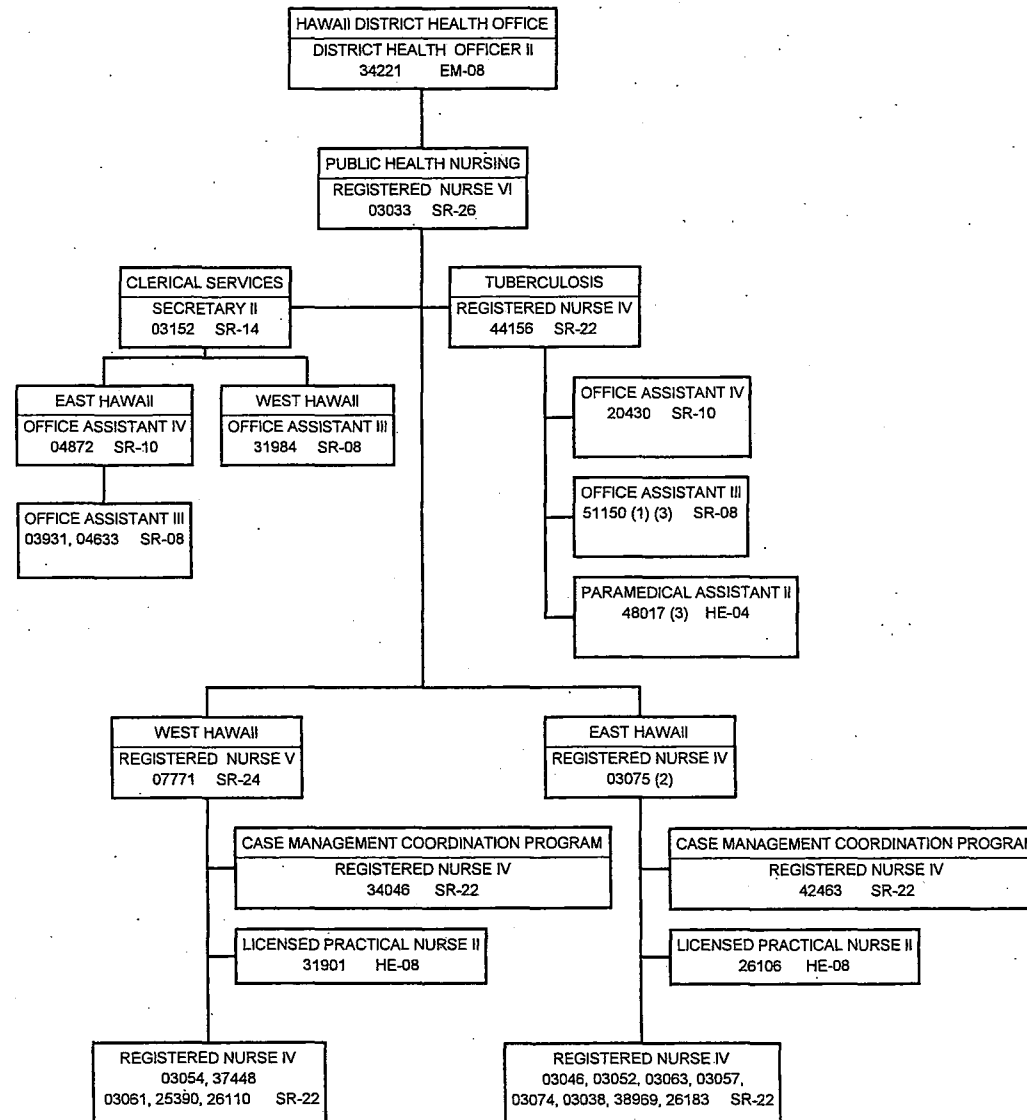 HAWAII DISTRICT HEALTH OFFICE
DISTRICT HEALTH OFFICER II
34221 EM-08
PUBLIC HEALTH NURSING
REGISTERED NURSE VI
03033 SR-26
CLERICAL SERVICES
SECRETARY II
03152 SR-14
TUBERCULOSIS
REGISTERED NURSE IV
44156 SR-22
EAST HAWAII
OFFICE ASSISTANT IV
04872 SR-10
WEST HAWAII
OFFICE ASSISTANT III
31984 SR-08
OFFICE ASSISTANT III
03931, 04633 SR-08
OFFICE ASSISTANT IV
20430 SR-10
OFFICE ASSISTANT III
51150 (1) (3) SR-08
PARAMEDICAL ASSISTANT II
48017 (3) HE-04
WEST HAWAII
REGISTERED NURSE V
07771 SR-24
EAST HAWAII
REGISTERED NURSE IV
03075 (2)
CASE MANAGEMENT COORDINATION PROGRAM
REGISTERED NURSE IV
34046 SR-22
LICENSED PRACTICAL NURSE II
31901 HE-08
REGISTERED NURSE IV
03054, 37448
03061, 25390, 26110 SR-22
CASE MANAGEMENT COORDINATION PROGRAM
REGISTERED NURSE IV
42463 SR-22
LICENSED PRACTICAL NURSE II
26106 HE-08
REGISTERED NURSE IV
03046, 03052, 03063, 03057,
03074, 03038, 38969, 26183 SR-22